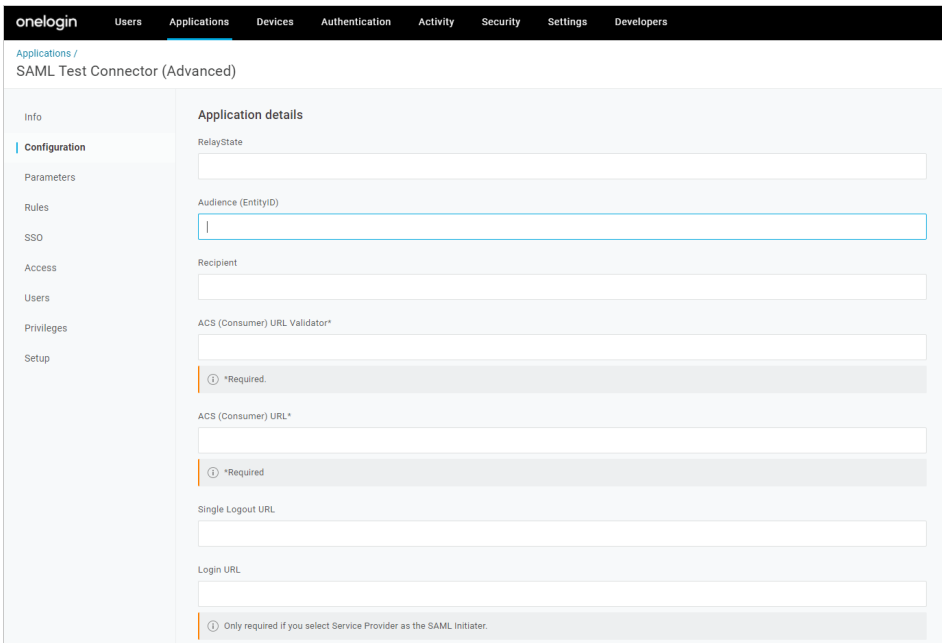 onelogin Users Applications Devices Authentication Activity Security Settings Developers
Applications /
SAML Test Connector (Advanced)
Info
Configuration
Parameters
Rules
SSO
Access
Users
Privileges
Setup
Application details
RelayState
Audience (EntityID)
Recipient
ACS (Consumer) URL Validator*
*Required.
ACS (Consumer) URL*
*Required
Single Logout URL
Login URL
Only required if you select Service Provider as the SAML Initiater.